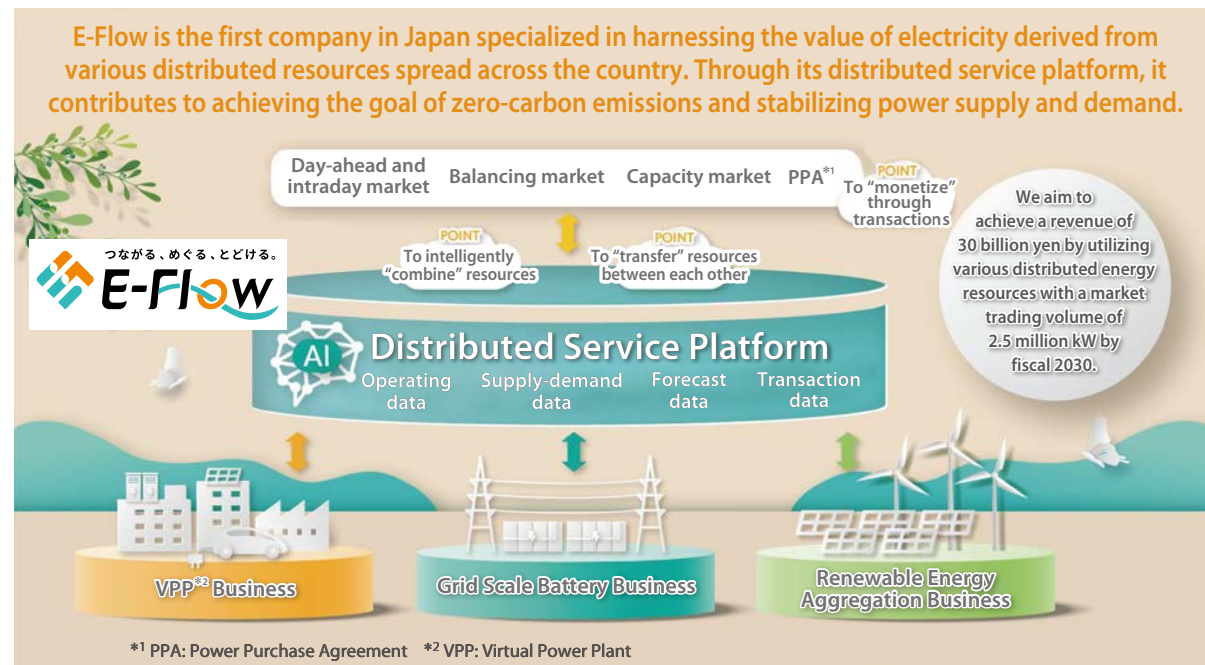 E-Flow is the first company in Japan specialized in harnessing the value of electricity derived from
various distributed resources spread across the country. Through its distributed service platform, it
contributes to achieving the goal of zero-carbon emissions and stabilizing power supply and demand.
Day-ahead and
intraday market
Balancing market
Capacity market
PPA*1
POINT
To "monetize"
through
transactions
We aim to
achieve a revenue of
30 billion yen by utilizing
various distributed energy
resources with a market
trading volume of
2.5 million kW by
fiscal 2030.
POINT
To intelligently
"combine" resources
POINT
To "transfer" resources
between each other
つながる、めぐる、とどける。
E-Flow
AI
Distributed Service Platform
Operating
data
Supply-demand
data
Forecast
data
Transaction
data
VPP*2 Business
Grid Scale Battery Business
Renewable Energy
Aggregation Business
*1 PPA: Power Purchase Agreement *2 VPP: Virtual Power Plant